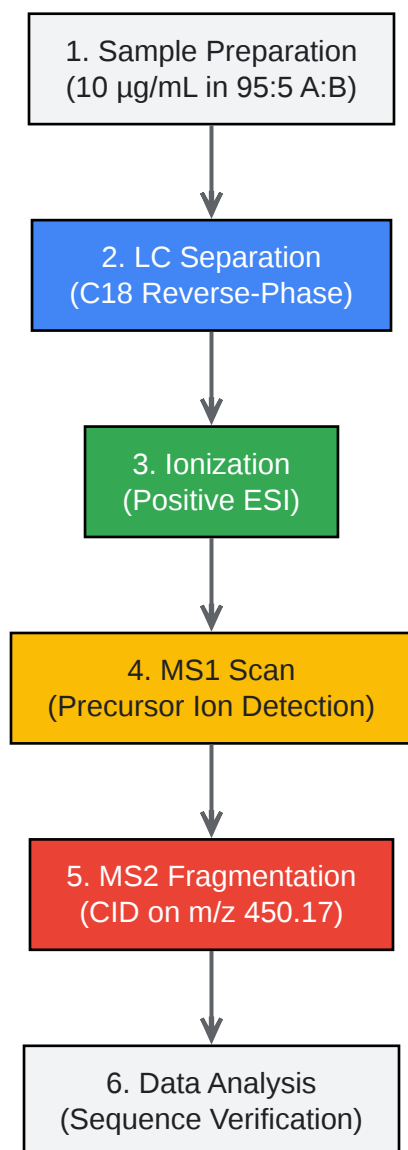 1. Sample Preparation
(10 µg/mL in 95:5 A:B)
2. LC Separation
(C18 Reverse-Phase)
3. Ionization
(Positive ESI)
4. MS1 Scan
(Precursor Ion Detection)
5. MS2 Fragmentation
(CID on m/z 450.17)
6. Data Analysis
(Sequence Verification)